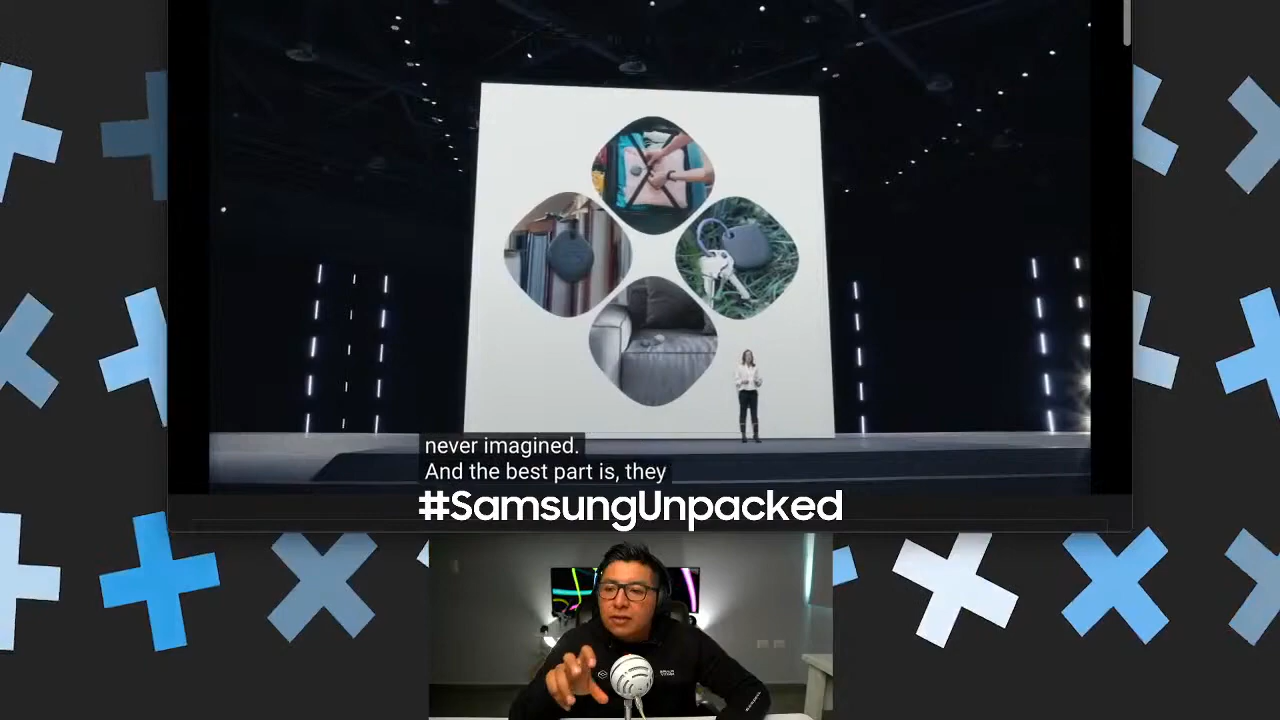 never imagined.
And the best part is, they
#SamsungUnpacked